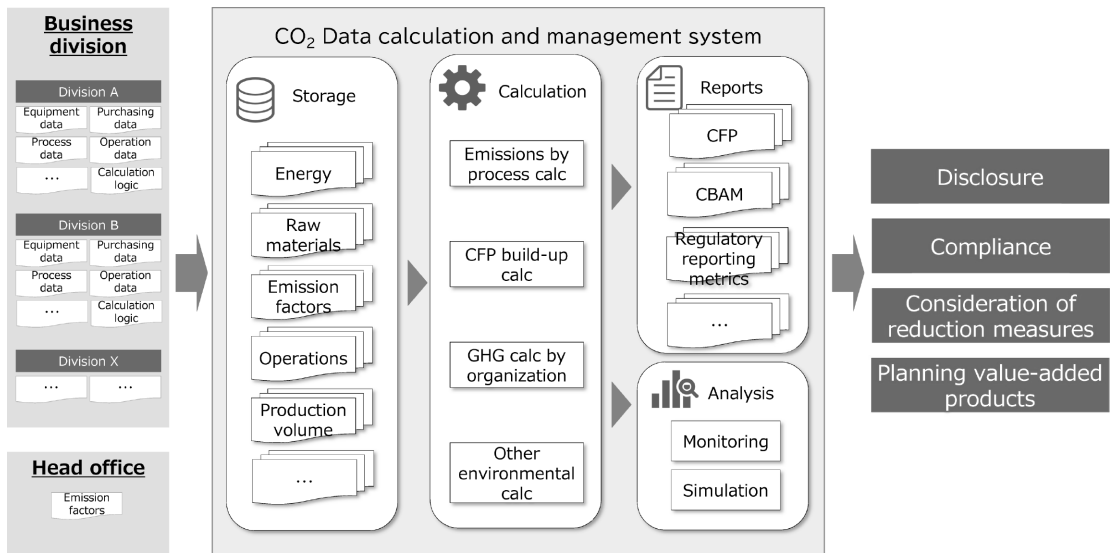 Business
division
Division A
Equipment
data
Purchasing
data
Process
data
Operation
data
...
Calculation
logic
Division B
Equipment
data
Purchasing
data
Process
data
Operation
data
...
Calculation
logic
Division X
...
...
Head office
Emission
factors
CO₂ Data calculation and management system
Storage
Energy
Raw
materials
Emission
factors
Operations
Production
volume
...
Calculation
Emissions by
process calc
CFP build-up
calc
GHG calc by
organization
Other
environmental
calc
Reports
CFP
CBAM
Regulatory
reporting
metrics
...
Analysis
Monitoring
Simulation
Disclosure
Compliance
Consideration of
reduction measures
Planning value-added
products